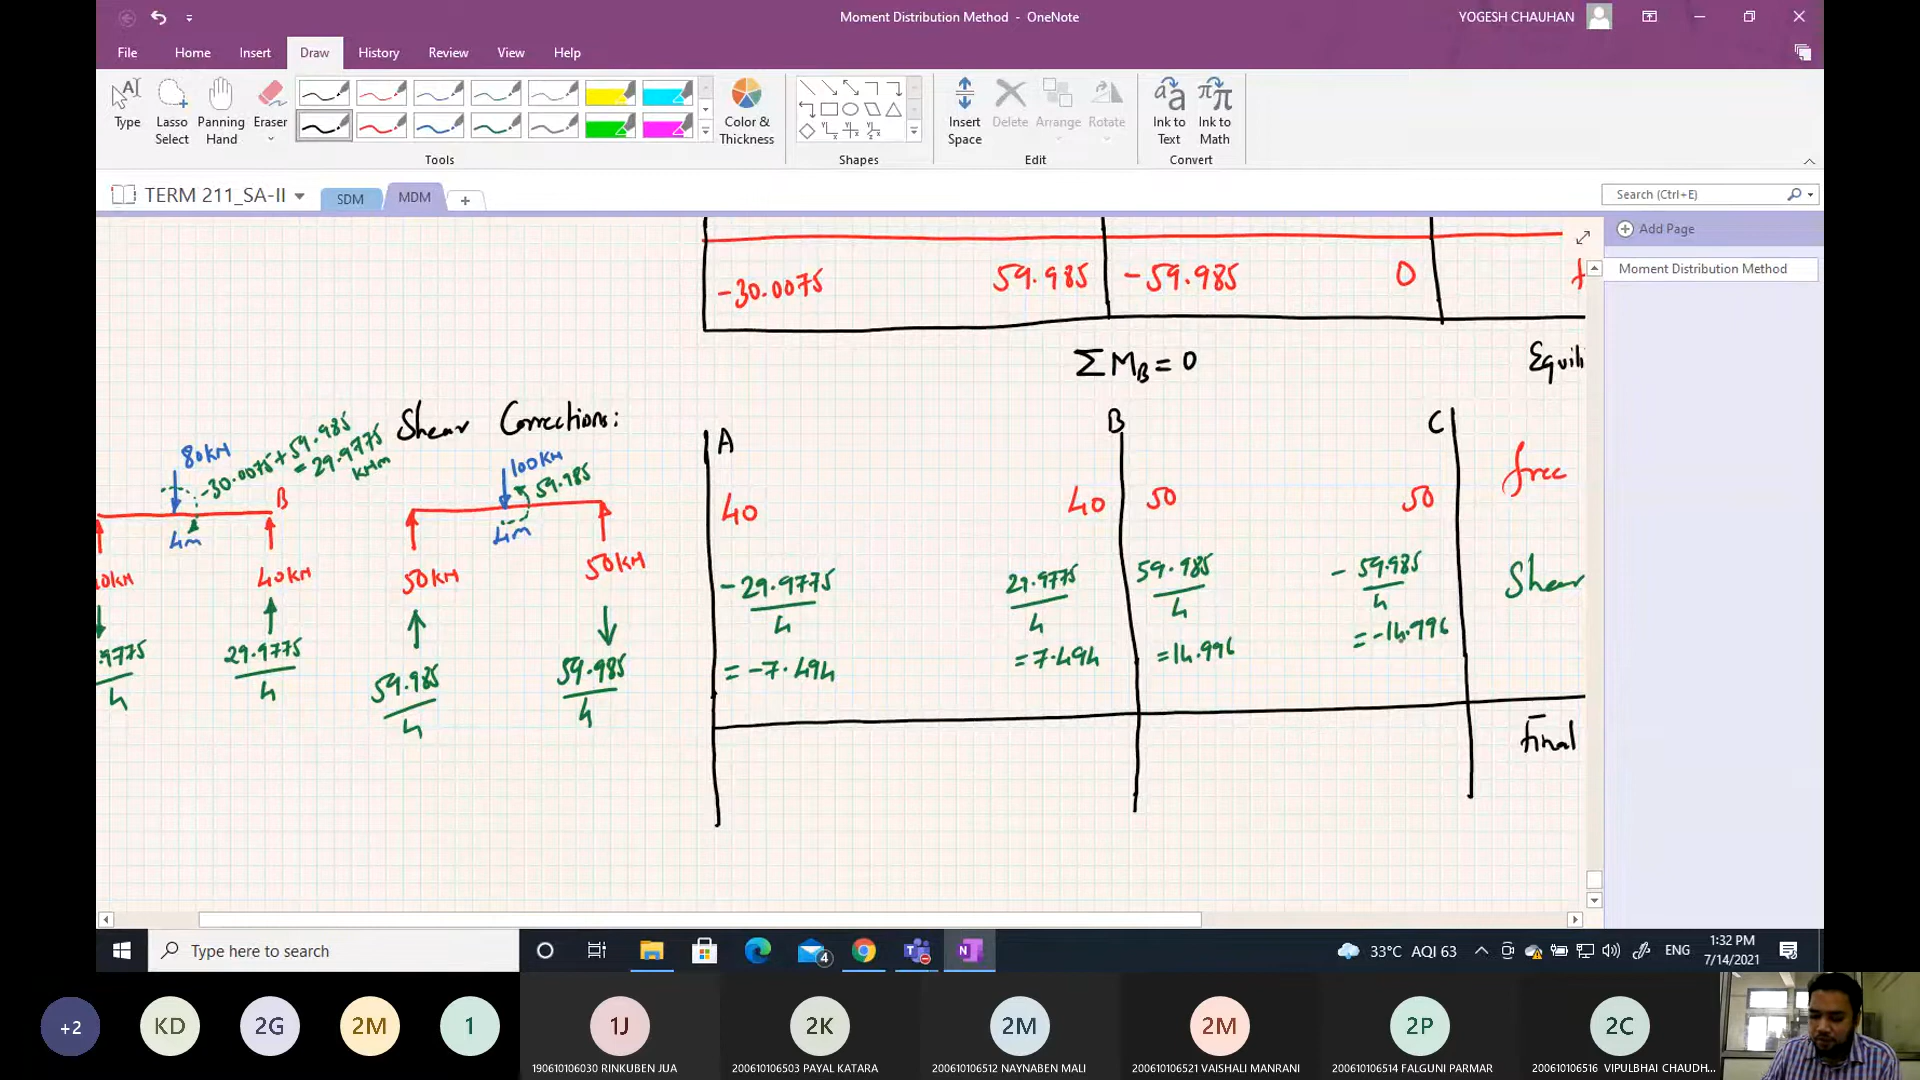 Moment Distribution Method - OneNote
YOGESH CHAUHAN
File Home Insert Draw History Review View Help
Type
Lasso Select
Panning Hand
Eraser
Color & Thickness
Insert Space
Delete
Arrange
Rotate
Ink to Text
Ink to Math
Tools
Shapes
Edit
Convert
TERM 211_SA-II
SDM
MDM
Search (Ctrl+E)
Add Page
Moment Distribution Method
-30.0075 59.985 -59.985 0
ΣM_B = 0
Equili
Shear Corrections:
80KN
-30.0075+59.985
= 29.9775
KNm
B
4m
0KN
40KN
.9775/4
29.9775/4
100KN
59.985
4m
50KN
50KN
59.985/4
59.985/4
A B C
40 40 50 50 free
-29.9775/4 29.9775/4 59.985/4 -59.985/4 Shear
= -7.494 = 7.494 = 14.996 = -14.996
Final
Type here to search
4
33°C AQI 63
ENG
1:32 PM
7/14/2021
+2
KD
2G
2M
1
1J
2K
2M
2M
2P
2C
190610106030 RINKUBEN JUA
200610106503 PAYAL KATARA
200610106512 NAYNABEN MALI
200610106521 VAISHALI MANRANI
200610106514 FALGUNI PARMAR
200610106516 VIPULBHAI CHAUDH...